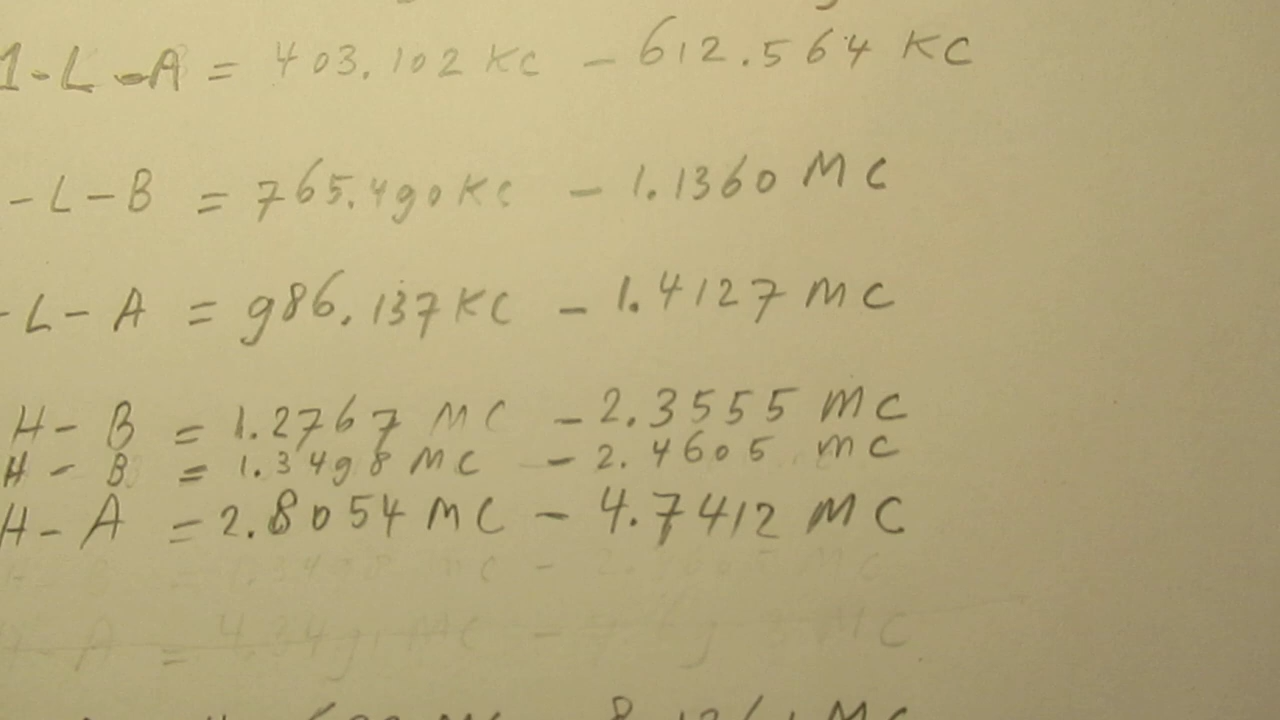 1-L-A = 403.102 KC - 612.564 KC
-L-B = 765.490 KC - 1.1360 MC
-L-A = 986.137 KC - 1.4127 MC
H-B = 1.2767 MC - 2.3555 MC
H-B = 1.3498 MC - 2.4605 MC
H-A = 2.8054 MC - 4.7412 MC